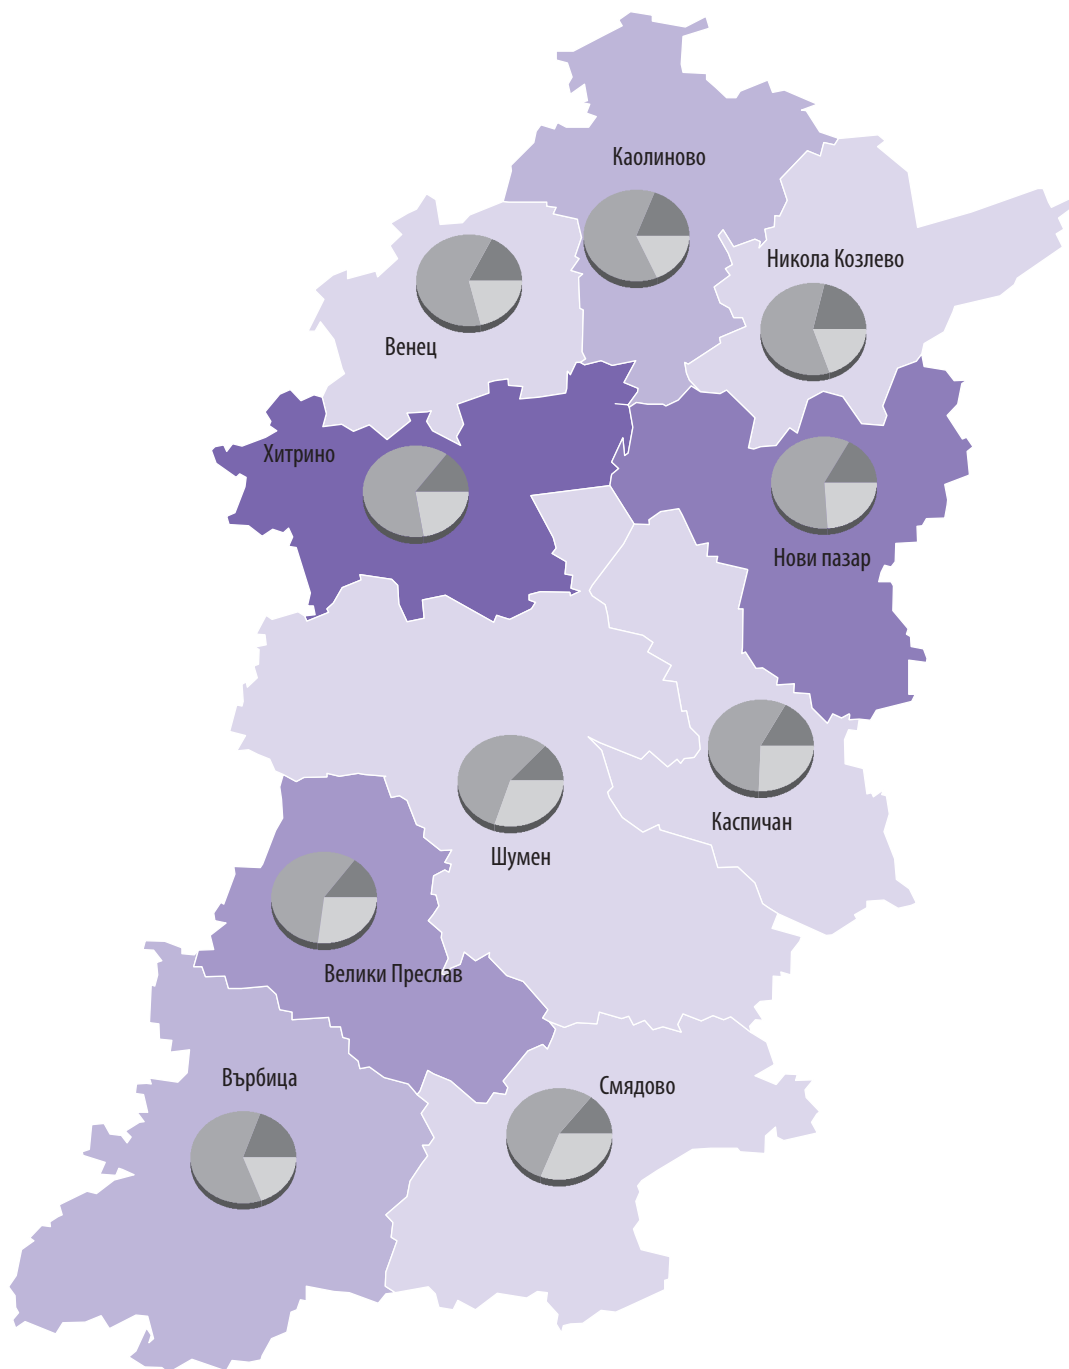 Каолиново
Никола Козлево
Венец
Хитрино
Нови пазар
Каспичан
Шумен
Велики Преслав
Върбица
Смядово